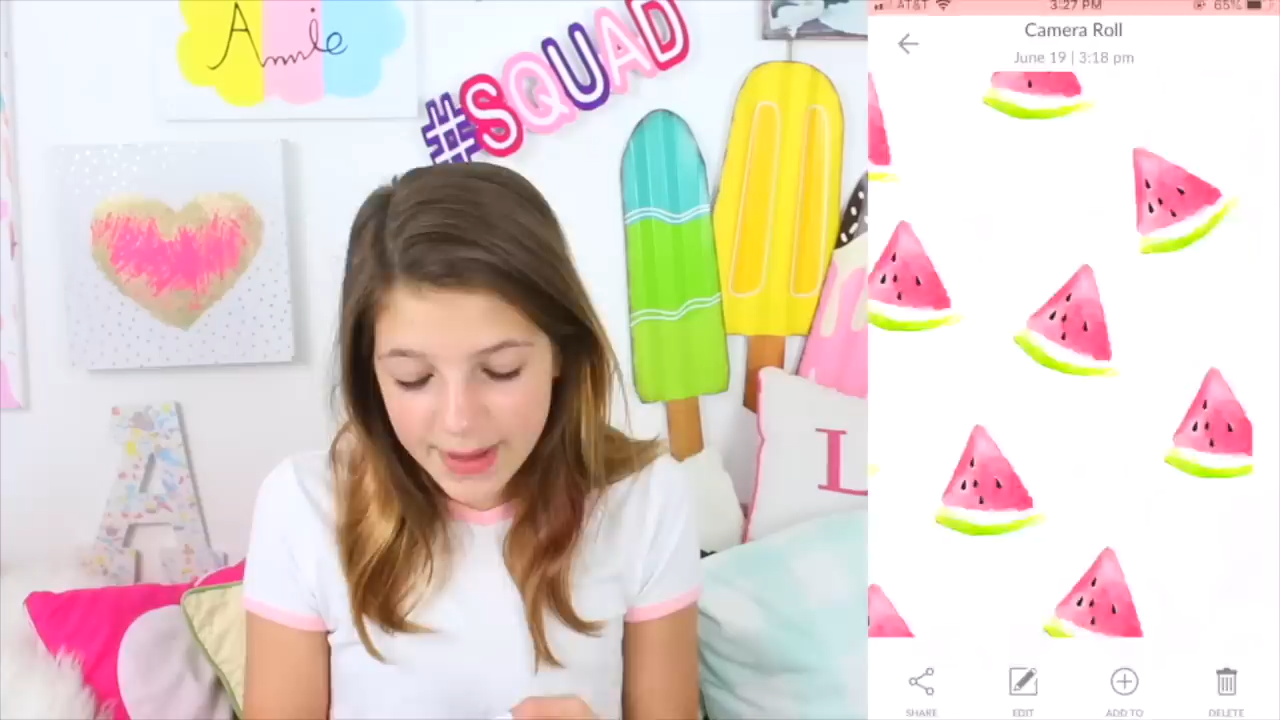 Annie
#SQUAD
A
L
AT&T
3:27 PM
65%
Camera Roll
June 19 | 3:18 pm
SHARE
EDIT
ADD TO
DELETE